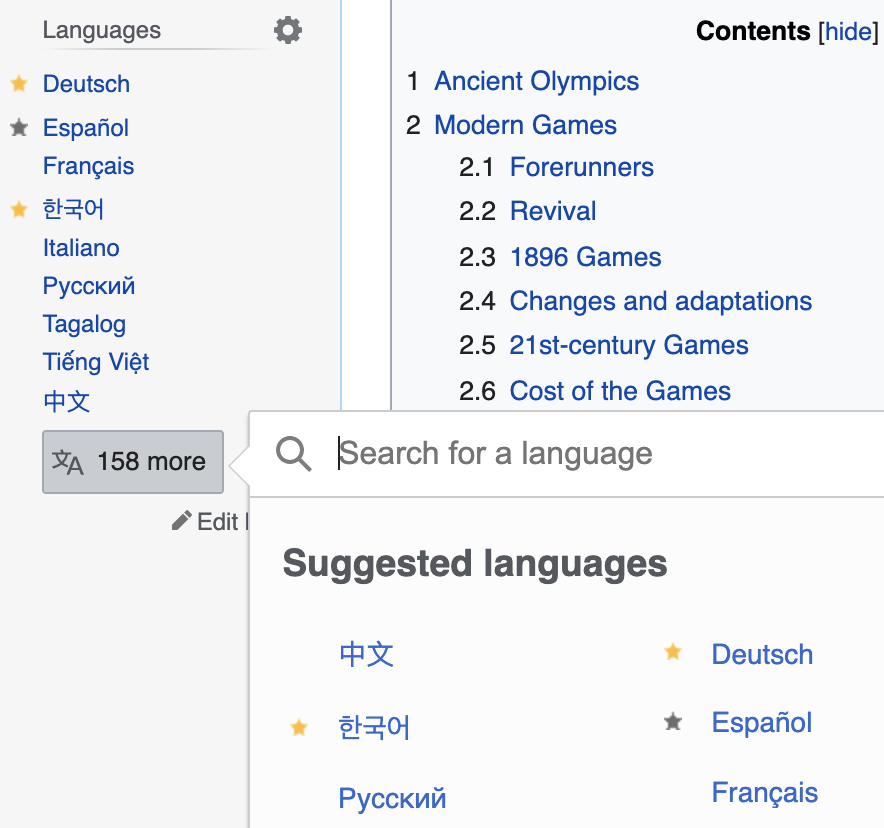 Languages
Deutsch
Español
Français
한국어
Italiano
Русский
Tagalog
Tiếng Việt
中文
158 more
Edit
Contents [hide]
1 Ancient Olympics
2 Modern Games
2.1 Forerunners
2.2 Revival
2.3 1896 Games
2.4 Changes and adaptations
2.5 21st-century Games
2.6 Cost of the Games
Search for a language
Suggested languages
中文
한국어
Русский
Deutsch
Español
Français